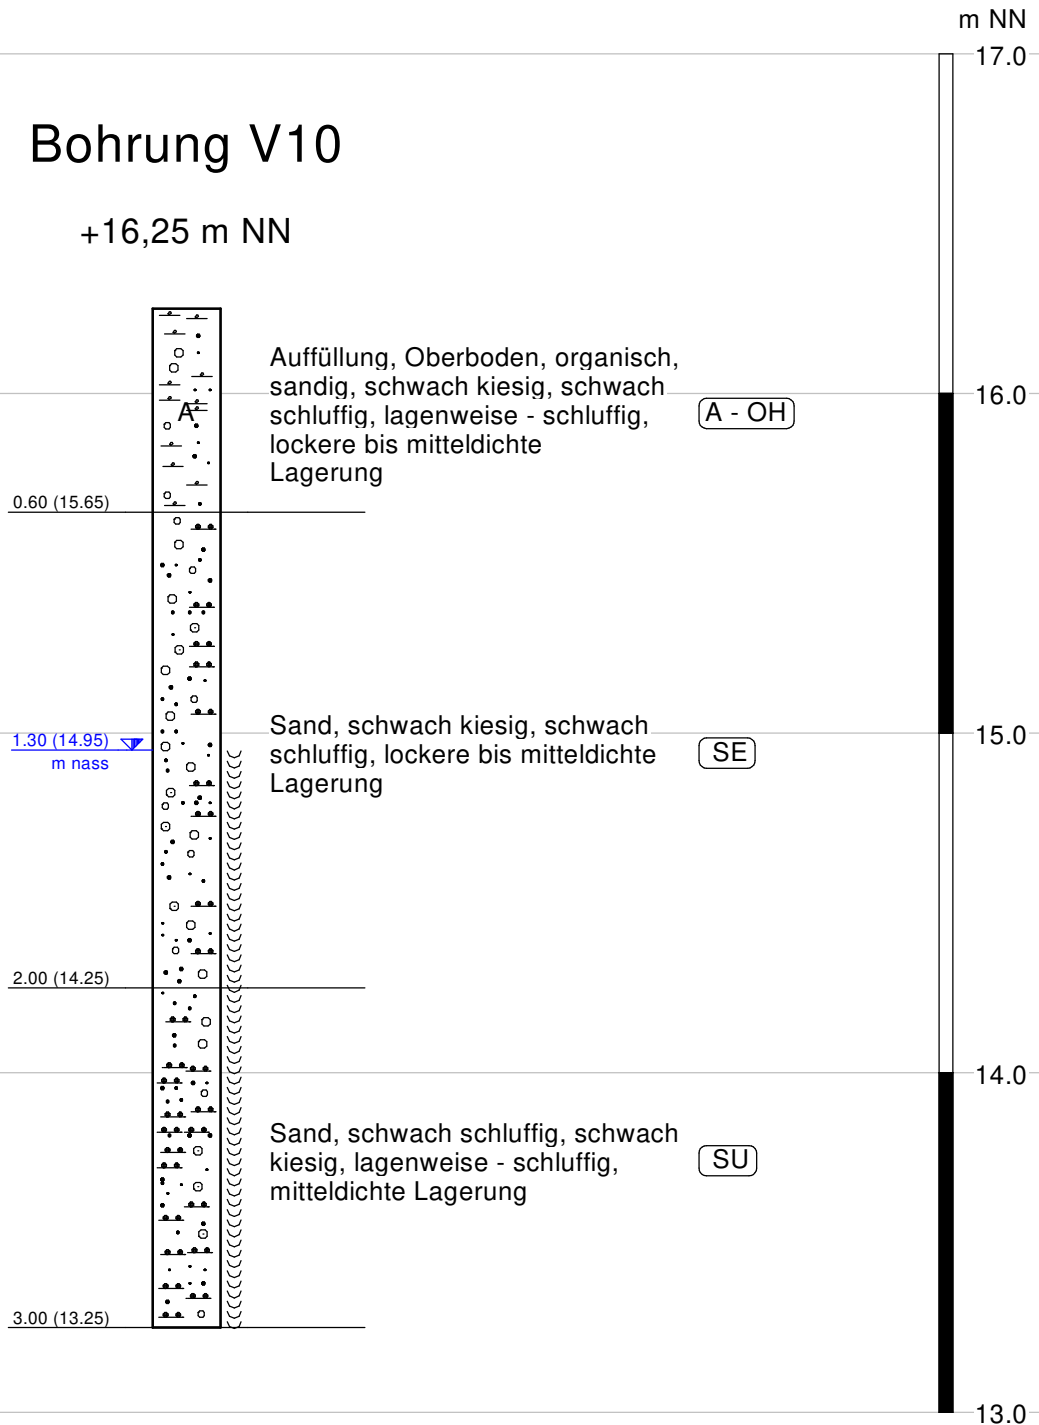 m NN
17.0
Bohrung V10
+16,25 m NN
Auffüllung, Oberboden, organisch,
sandig, schwach kiesig, schwach
schluffig, lagenweise - schluffig,
lockere bis mitteldichte
Lagerung
A
A - OH
16.0
0.60 (15.65)
Sand, schwach kiesig, schwach
schluffig, lockere bis mitteldichte
Lagerung
SE
15.0
1.30 (14.95)
m nass
2.00 (14.25)
14.0
Sand, schwach schluffig, schwach
kiesig, lagenweise - schluffig,
mitteldichte Lagerung
SU
3.00 (13.25)
13.0